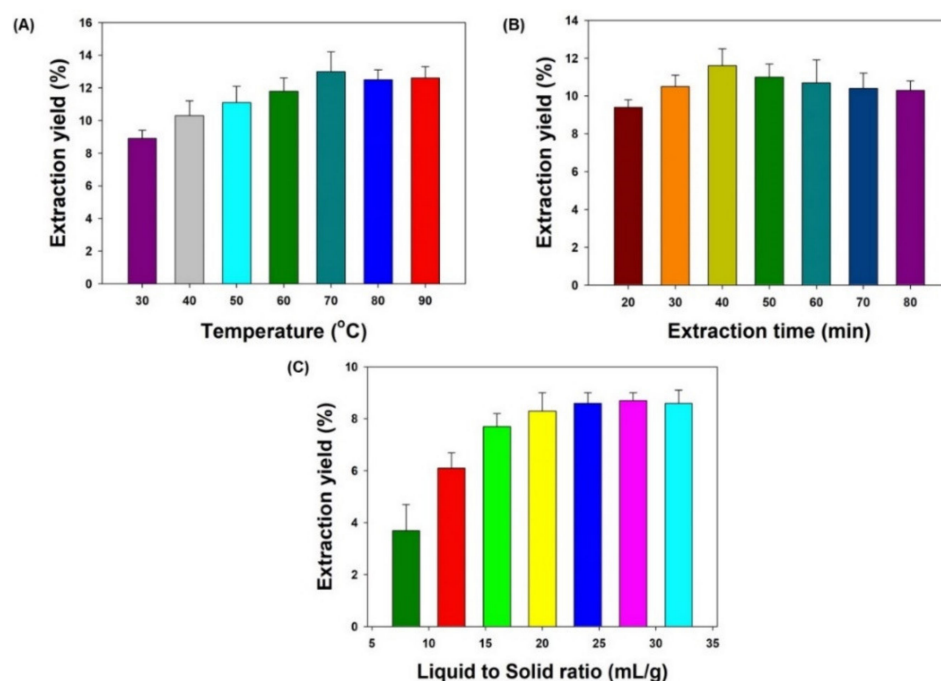 (A)
Extraction yield (%)
16
14
12
10
8
6
4
2
0
30 40 50 60 70 80 90
Temperature (°C)
(B)
Extraction yield (%)
14
12
10
8
6
4
2
0
20 30 40 50 60 70 80
Extraction time (min)
(C)
Extraction yield (%)
10
8
6
4
2
0
5 10 15 20 25 30 35
Liquid to Solid ratio (mL/g)